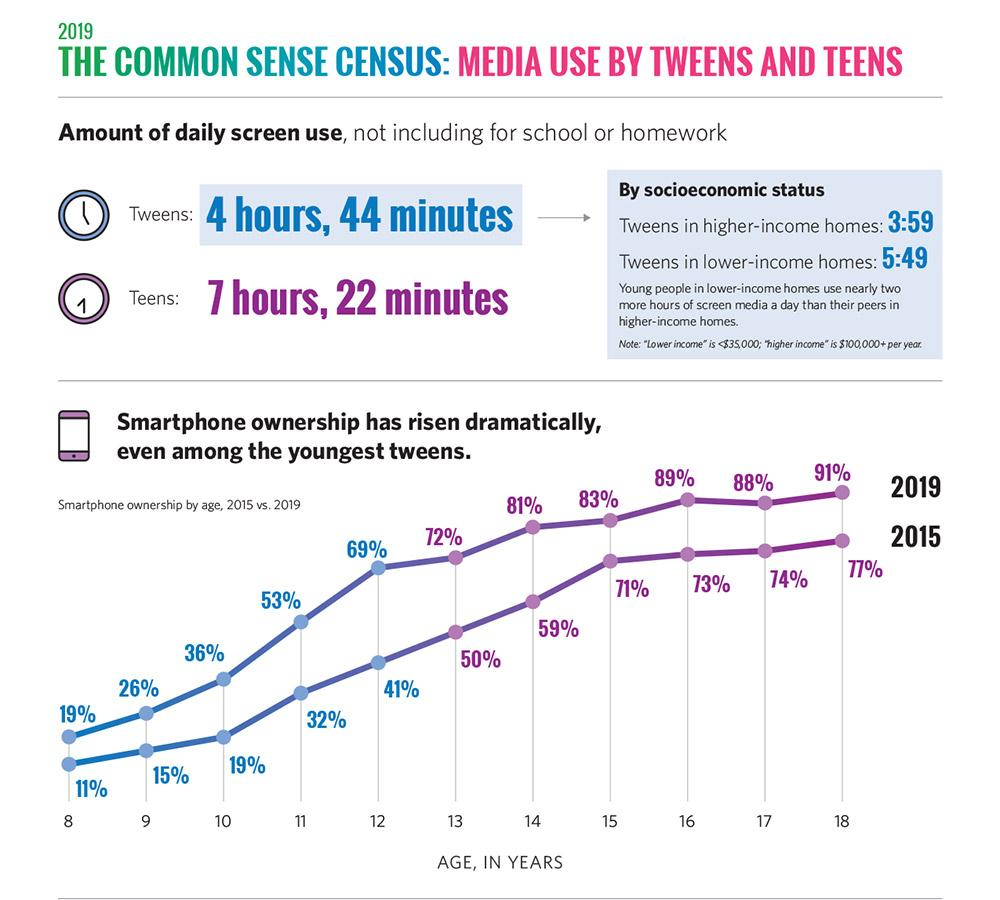 2019
THE COMMON SENSE CENSUS: MEDIA USE BY TWEENS AND TEENS
Amount of daily screen use, not including for school or homework
Tweens: 4 hours, 44 minutes
Teens: 7 hours, 22 minutes
By socioeconomic status
Tweens in higher-income homes: 3:59
Tweens in lower-income homes: 5:49
Young people in lower-income homes use nearly two
more hours of screen media a day than their peers in
higher-income homes.
Note: "Lower income" is <$35,000; "higher income" is $100,000+ per year.
Smartphone ownership has risen dramatically,
even among the youngest tweens.
Smartphone ownership by age, 2015 vs. 2019
19% 26% 36% 53% 69% 72% 81% 83% 89% 88% 91% 2019
11% 15% 19% 32% 41% 50% 59% 71% 73% 74% 77% 2015
8 9 10 11 12 13 14 15 16 17 18
AGE, IN YEARS